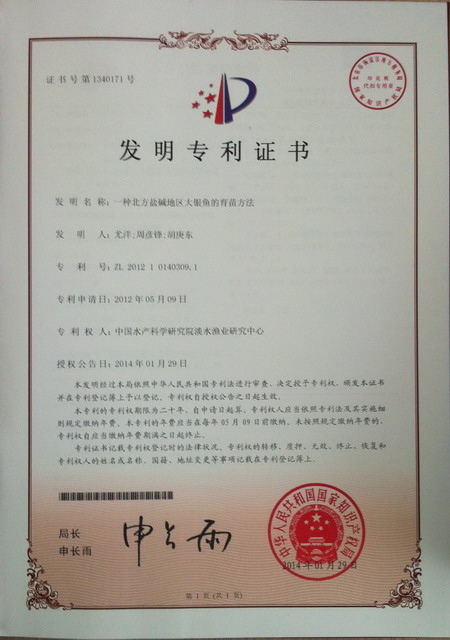 证书号第1340171号
发明专利证书
发明名称：一种北方盐碱地区大银鱼的育苗方法
发明人：尤洋;周彦锋;胡庚东
专利号：ZL 2012 1 0140309.1
专利申请日：2012年05月09日
专利权人：中国水产科学研究院淡水渔业研究中心
授权公告日：2014年01月29日
本发明经过本局依照中华人民共和国专利法进行审查，决定授予专利权，颁发本证书
并在专利登记簿上予以登记。专利权自授权公告之日起生效。
本专利的专利权期限为二十年，自申请日起算。专利权人应当依照专利法及其实施细
则规定缴纳年费。本专利的年费应当在每年05月09日前缴纳。未按照规定缴纳年费的，
专利权自应当缴纳年费期满之日起终止。
专利证书记载专利权登记时的法律状况。专利权的转移、质押、无效、终止、恢复和
专利权人的姓名或名称、国籍、地址变更等事项记载在专利登记簿上。
局长
申长雨
申长雨
中华人民共和国国家知识产权局
2014年01月29日
第1页(共1页)